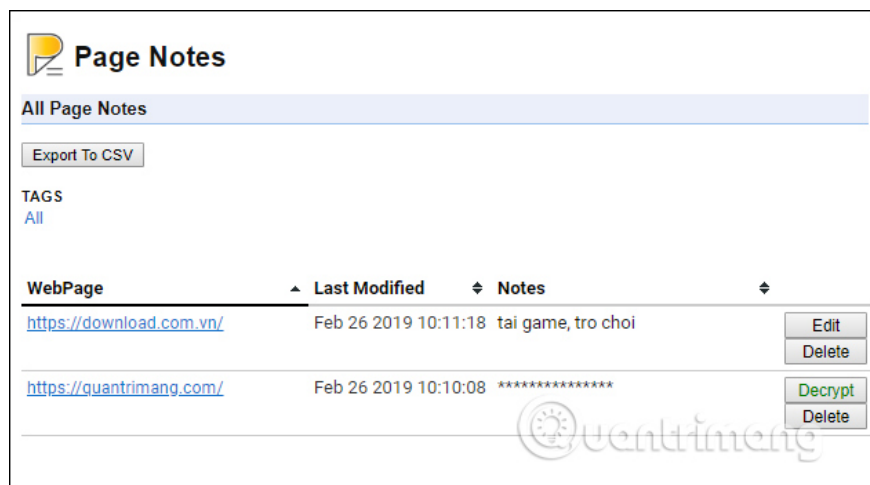 Page Notes
All Page Notes
Export To CSV
TAGS
All
WebPage Last Modified Notes
https://download.com.vn/ Feb 26 2019 10:11:18 tai game, tro choi Edit
Delete
https://quantrimang.com/ Feb 26 2019 10:10:08 *************** Decrypt
Delete
Quantrimang